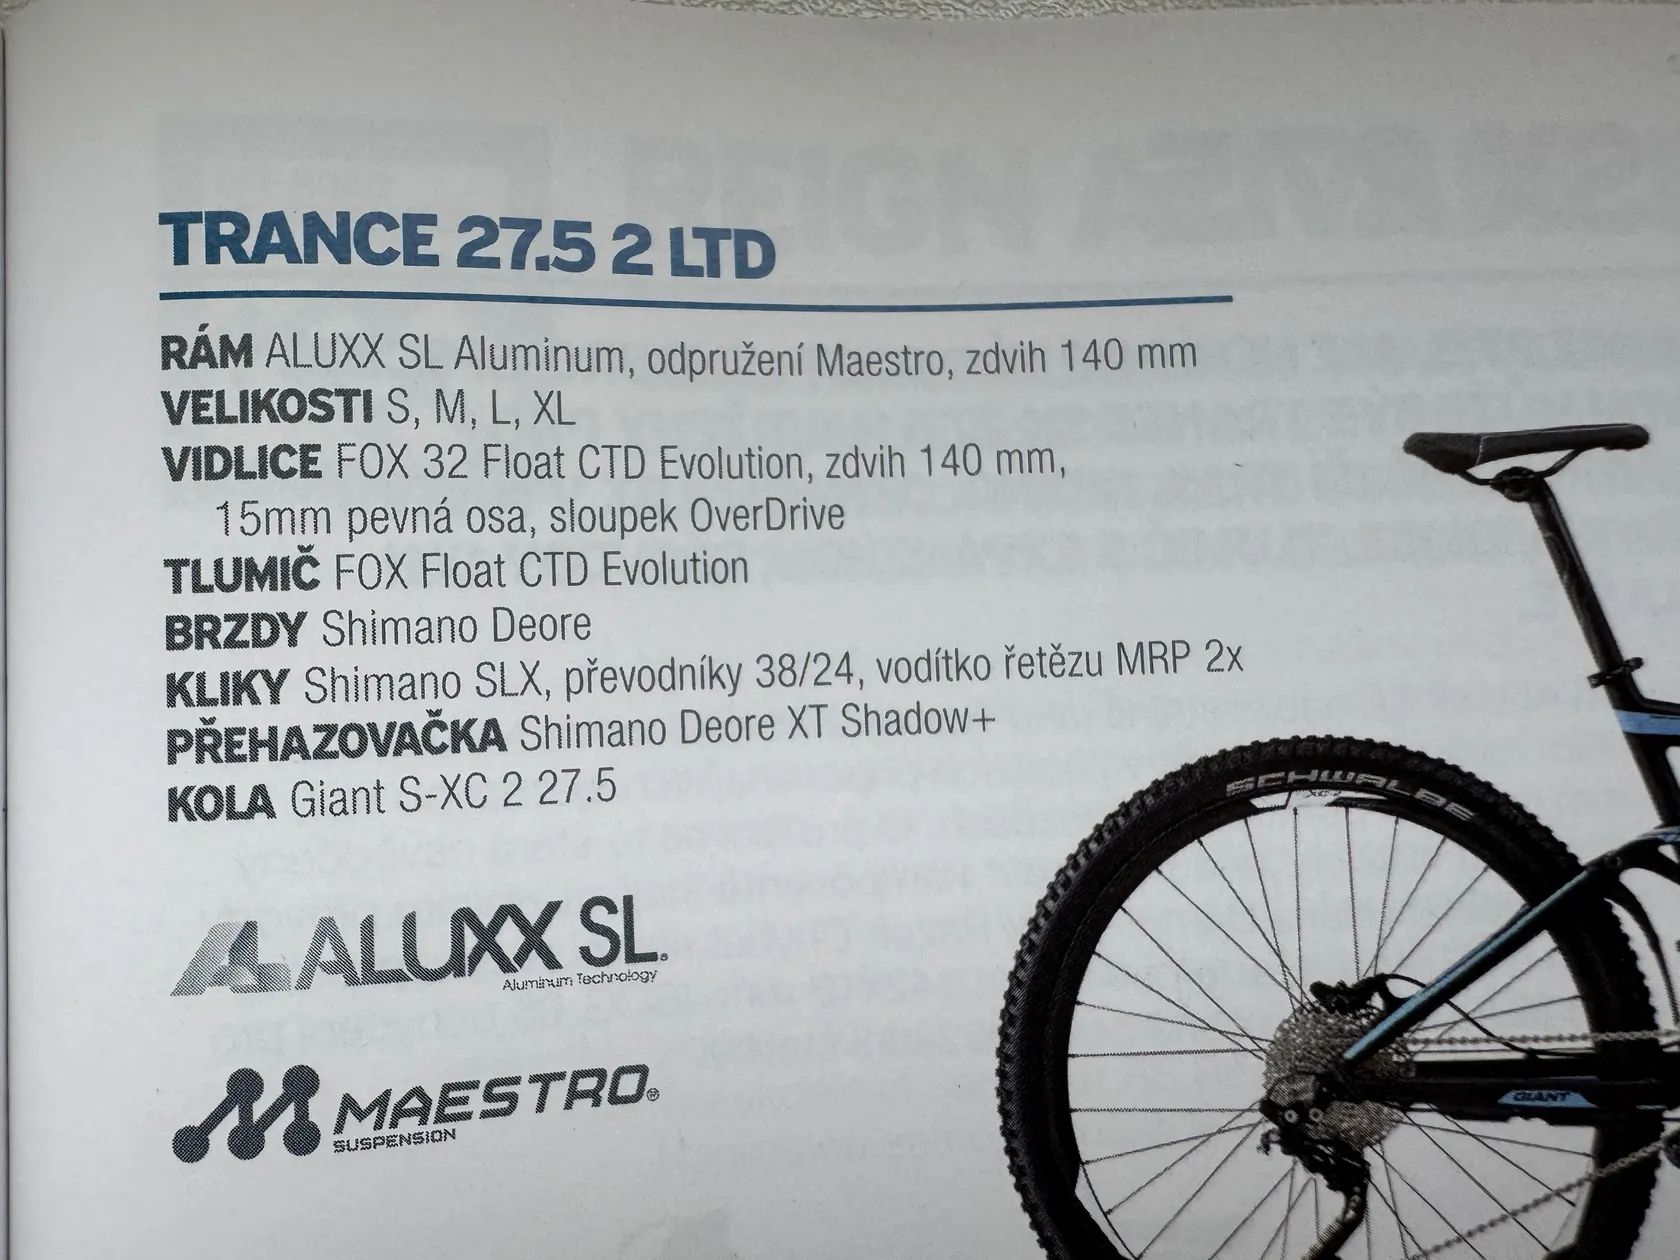 TRANCE 27.5 2 LTD
RÁM ALUXX SL Aluminum, odpružení Maestro, zdvih 140 mm
VELIKOSTI S, M, L, XL
VIDLICE FOX 32 Float CTD Evolution, zdvih 140 mm,
15mm pevná osa, sloupek OverDrive
TLUMIČ FOX Float CTD Evolution
BRZDY Shimano Deore
KLIKY Shimano SLX, převodníky 38/24, vodítko řetězu MRP 2x
PŘEHAZOVAČKA Shimano Deore XT Shadow+
KOLA Giant S-XC 2 27.5
SCHWALBE
ALUXX SL
Aluminum Technology
MAESTRO®
SUSPENSION
GIANT